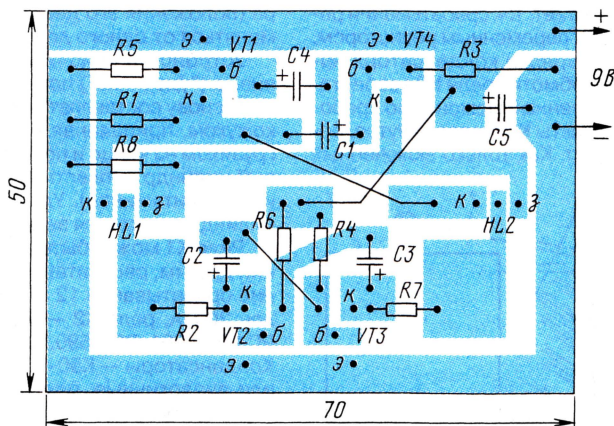 Э VT1 C4 VT4 Э R3 +
R5 + б б 9В
R1 К К + C5
C1 + −
R8
50
К З R6 R4 К З
HL1 C2 C3 HL2
+ +
R2 К К R7
VT2 б б VT3
Э Э
70